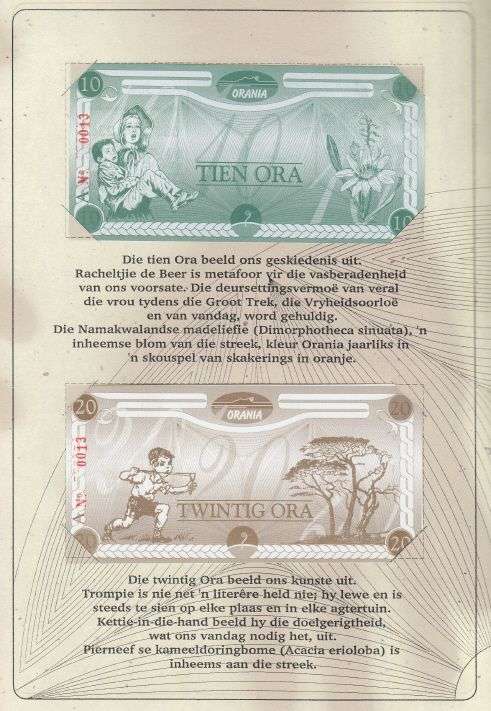 10
ORANIA
10
A Nº 0013
10
TIEN ORA
10
10
Die tien Ora beeld ons geskiedenis uit.
Racheltjie de Beer is metafoor vir die vasberadenheid
van ons voorsate. Die deursettingsvermoë van veral
die vrou tydens die Groot Trek, die Vryheidsoorloë
en van vandag, word gehuldig.
Die Namakwalandse madeliefie (Dimorphotheca sinuata), 'n
inheemse blom van die streek, kleur Orania jaarliks in
'n skouspel van skakerings in oranje.
20
ORANIA
20
A Nº 0013
20
TWINTIG ORA
20
20
Die twintig Ora beeld ons kunste uit.
Trompie is nie net 'n literêre held nie; hy lewe en is
steeds te sien op elke plaas en in elke agtertuin.
Kettie-in-die-hand beeld hy die doelgerigtheid,
wat ons vandag nodig het, uit.
Pierneef se kameeldoringbome (Acacia erioloba) is
inheems aan die streek.